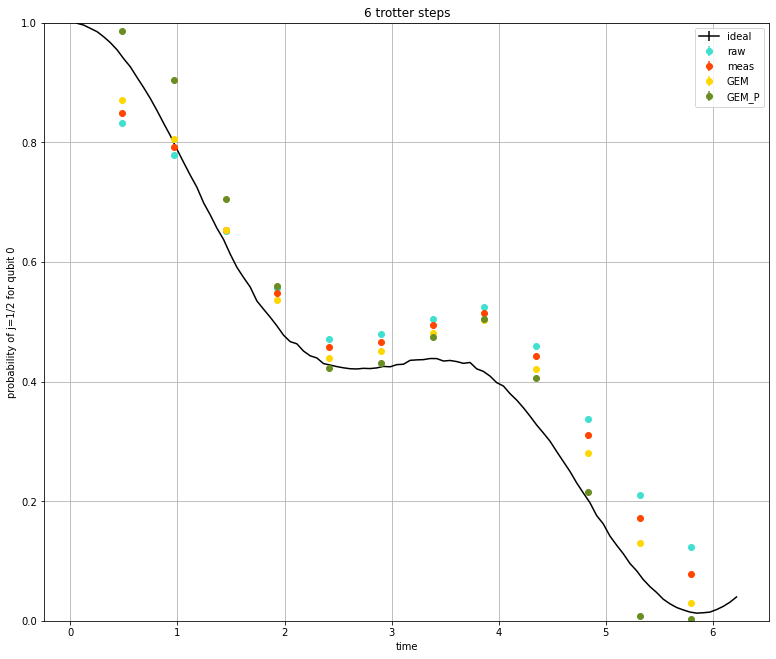 6 trotter steps
1.0
0.8
0.6
0.4
0.2
0.0
probability of j=1/2 for qubit 0
ideal
raw
meas
GEM
GEM_P
0 1 2 3 4 5 6
time